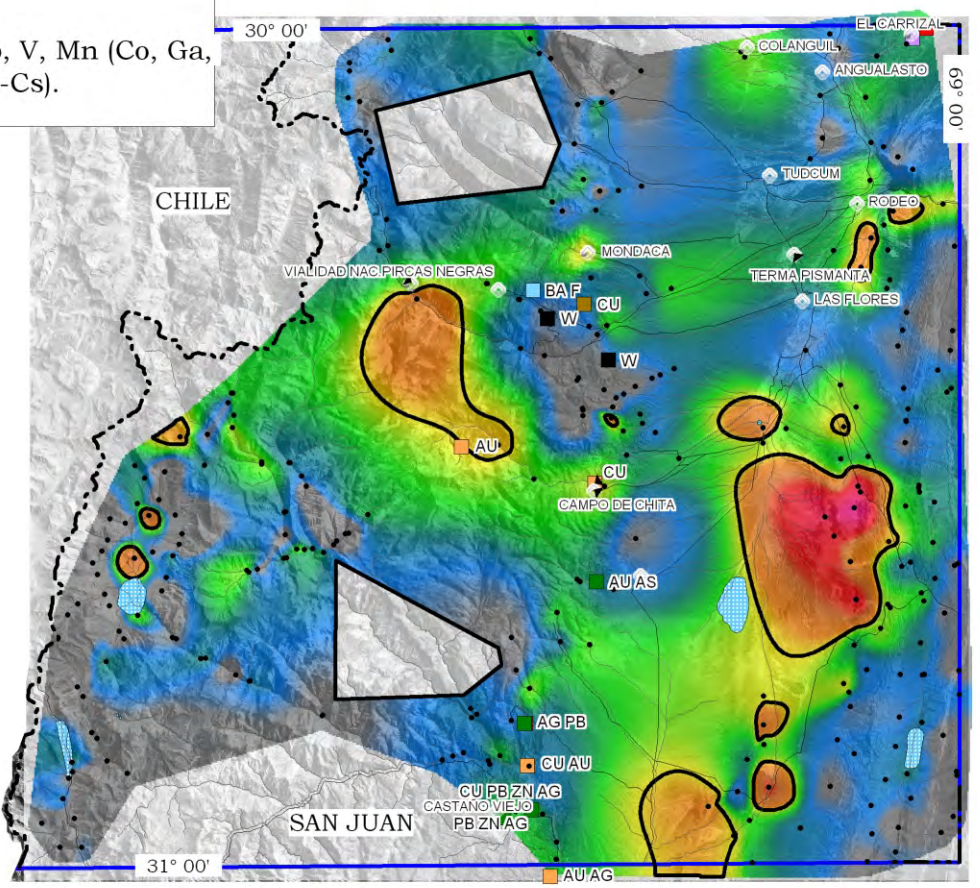 o, V, Mn (Co, Ga,
-Cs).
30° 00'
EL CARRIZAL
COLANGUIL
ANGUALASTO
69° 00'
TUDCUM
CHILE
RODEO
MONDACA
TERMA PISMANTA
VIALIDAD NAC.PIRCAS NEGRAS
BA F
LAS FLORES
CU
W
W
AU
CU
CAMPO DE CHITA
AU AS
AG PB
CU AU
CU PB ZN AG
CASTAÑO VIEJO
PB ZN AG
SAN JUAN
31° 00'
AU AG